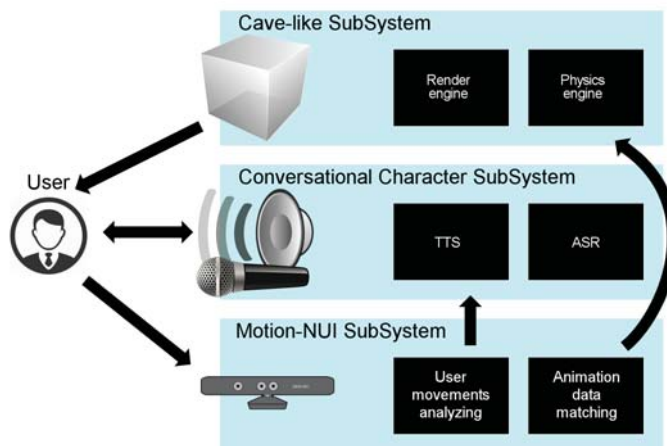 Cave-like SubSystem
Render
engine
Physics
engine
User
Conversational Character SubSystem
TTS
ASR
Motion-NUI SubSystem
User
movements
analyzing
Animation
data
matching